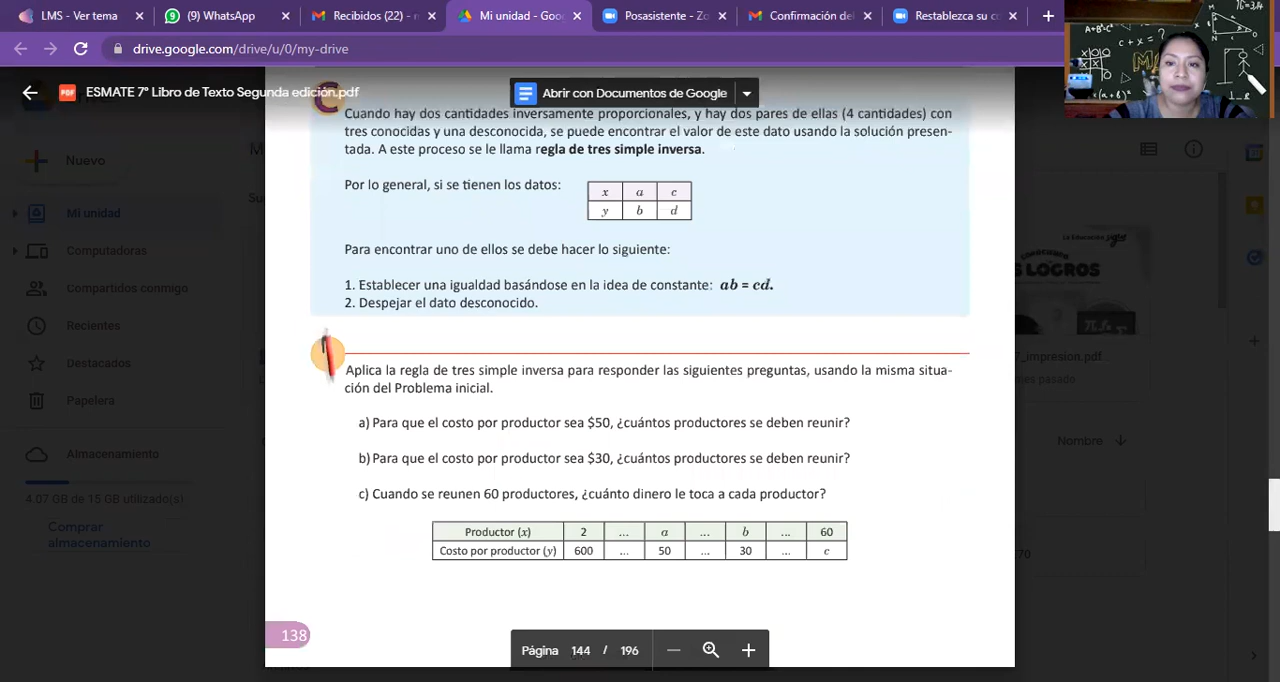 LMS - Ver tema
(9) WhatsApp
Recibidos (22) -
Mi unidad - Goo
Posasistente - Zo
Confirmación de
Restablezca su c
drive.google.com/drive/u/0/my-drive
ESMATE 7° Libro de Texto Segunda edición.pdf
Abrir con Documentos de Google
Nuevo
Mi unidad
Computadoras
Compartidos conmigo
Recientes
Destacados
Papelera
Almacenamiento
4.07 GB de 15 GB utilizado(s)
Comprar
almacenamiento
C
Cuando hay dos cantidades inversamente proporcionales, y hay dos pares de ellas (4 cantidades) con
tres conocidas y una desconocida, se puede encontrar el valor de este dato usando la solución presen-
tada. A este proceso se le llama regla de tres simple inversa.
Por lo general, si se tienen los datos:
x a c
y b d
Para encontrar uno de ellos se debe hacer lo siguiente:
1. Establecer una igualdad basándose en la idea de constante: ab = cd.
2. Despejar el dato desconocido.
Aplica la regla de tres simple inversa para responder las siguientes preguntas, usando la misma situa-
ción del Problema inicial.
a) Para que el costo por productor sea $50, ¿cuántos productores se deben reunir?
b) Para que el costo por productor sea $30, ¿cuántos productores se deben reunir?
c) Cuando se reunen 60 productores, ¿cuánto dinero le toca a cada productor?
Productor (x) 2 ... a ... b ... 60
Costo por productor (y) 600 ... 50 ... 30 ... c
138
Página 144 / 196
LOGROS
7_impresion.pdf
Nombre
c + x = ?